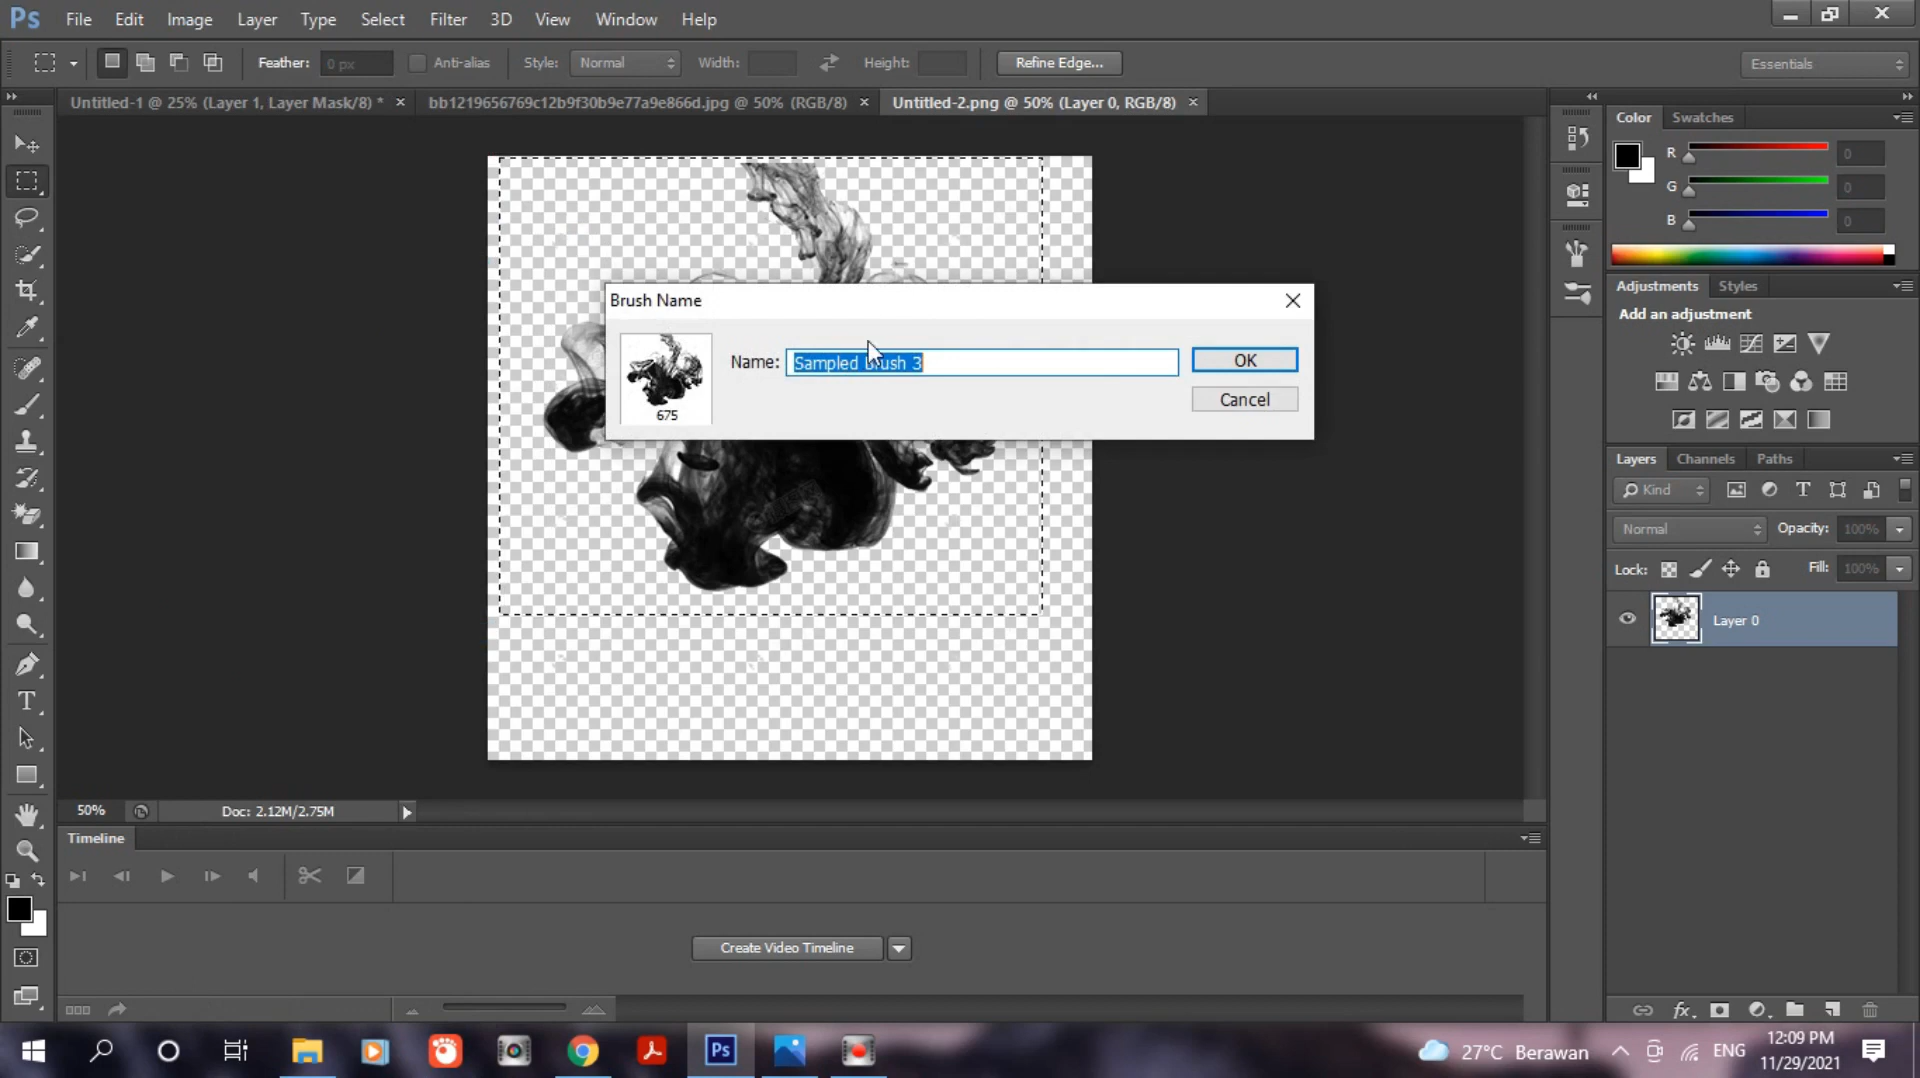 Ps File Edit Image Layer Type Select Filter 3D View Window Help
Feather: 0 px Anti-alias Style: Normal Width: Height: Refine Edge... Essentials
Untitled-1 @ 25% (Layer 1, Layer Mask/8) * × bb1219656769c12b9f30b9e77a9e866d.jpg @ 50% (RGB/8) × Untitled-2.png @ 50% (Layer 0, RGB/8) ×
Color Swatches
R 0
G 0
B 0
Adjustments Styles
Add an adjustment
Brush Name
Name: Sampled Brush 3 OK
675
Cancel
Layers Channels Paths
Kind
Normal Opacity: 100%
Lock: Fill: 100%
Layer 0
50% Doc: 2.12M/2.75M
Timeline
Create Video Timeline
Ps 27°C Berawan ENG 12:09 PM
11/29/2021